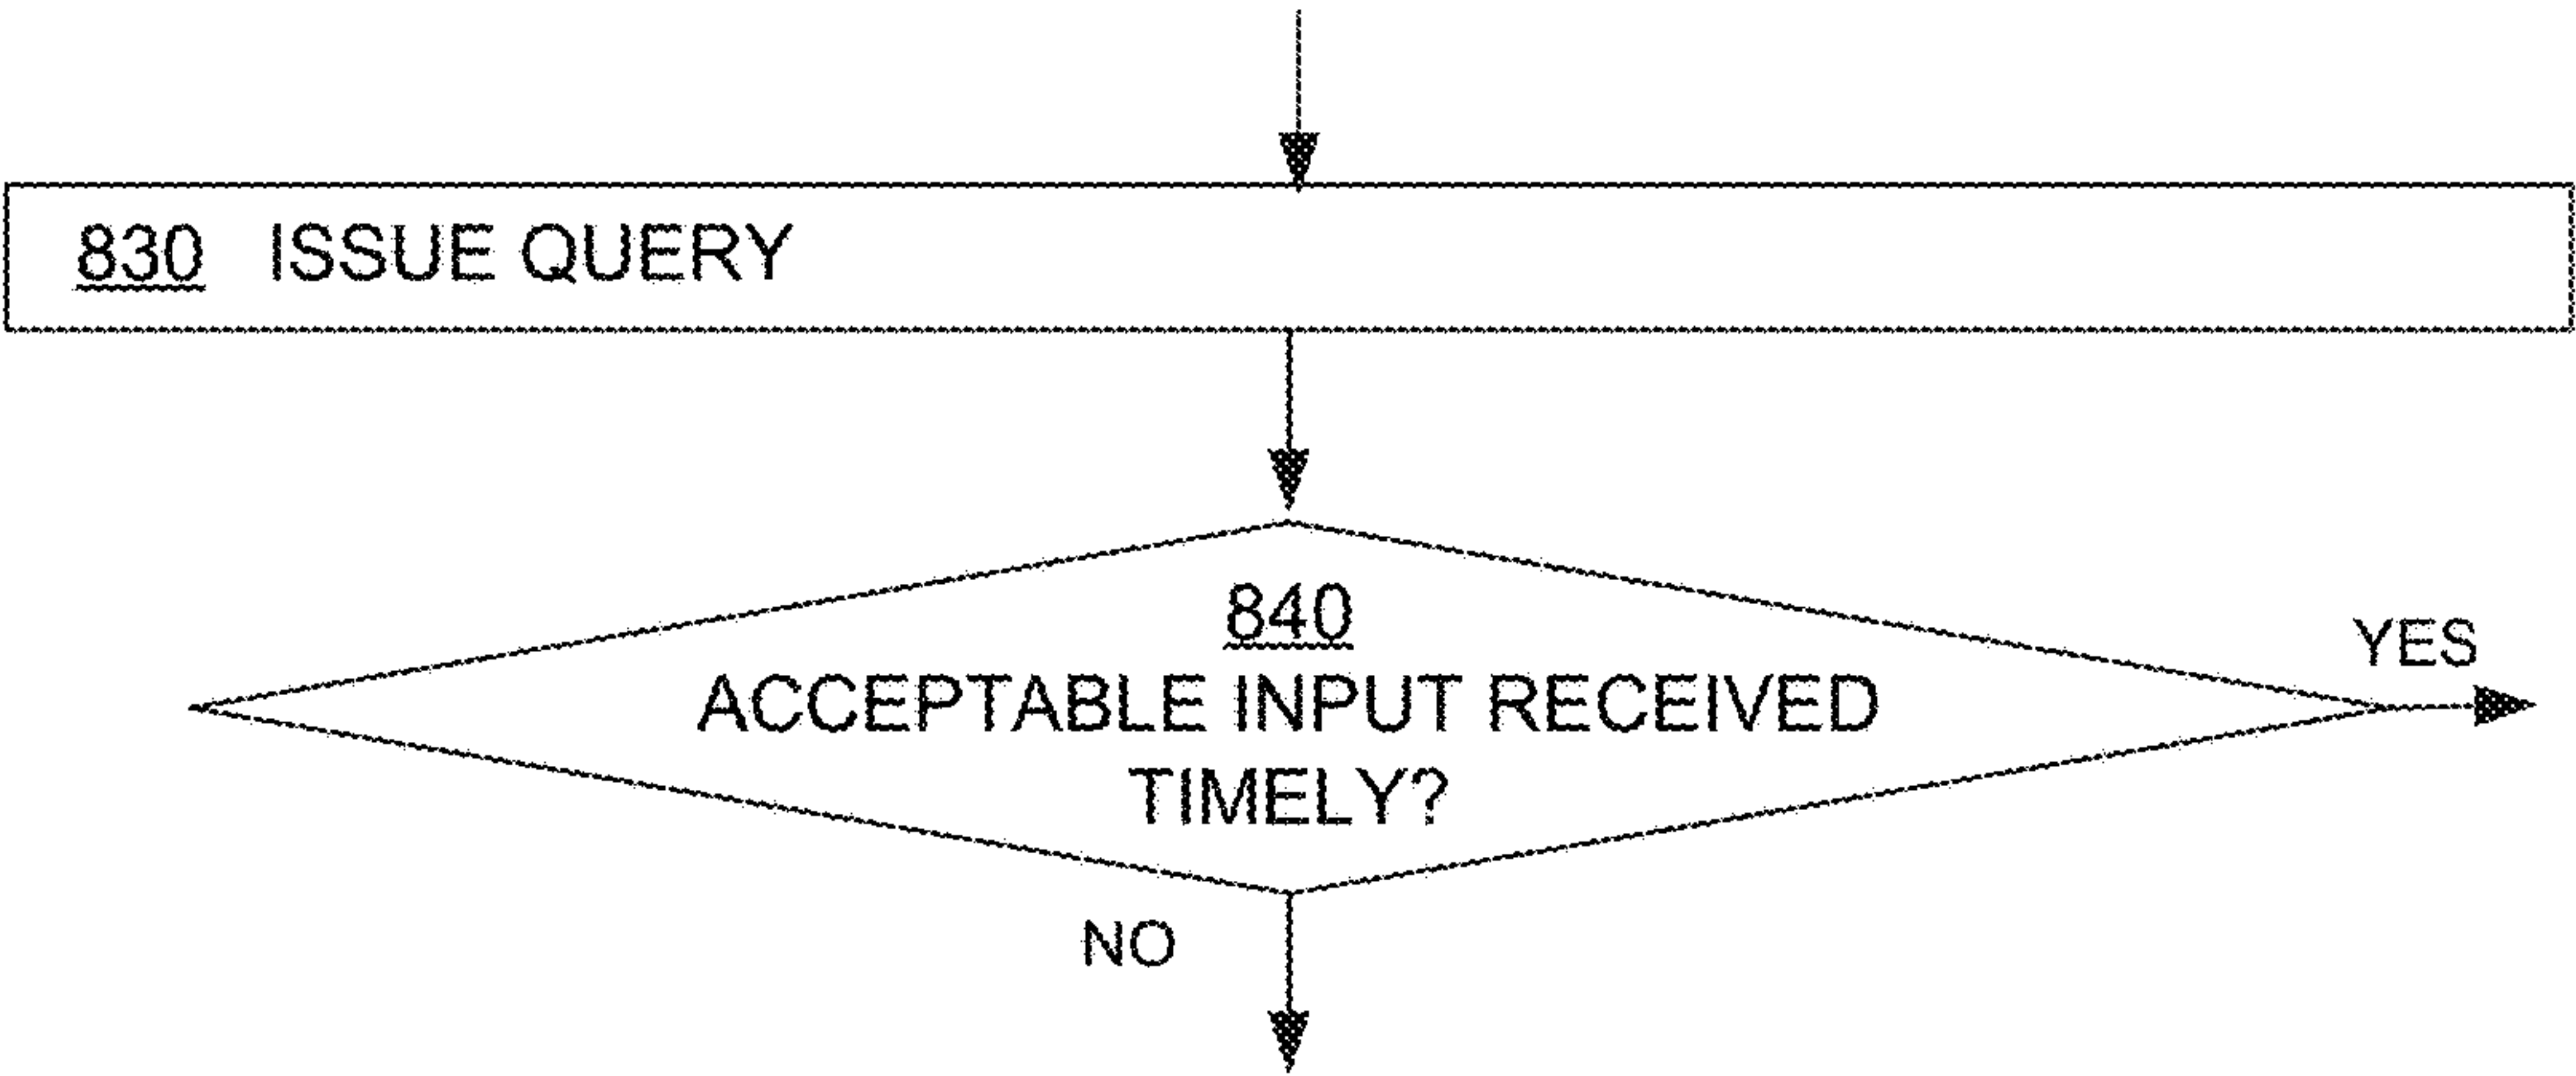 830 ISSUE QUERY
840
ACCEPTABLE INPUT RECEIVED
TIMELY?
YES
NO